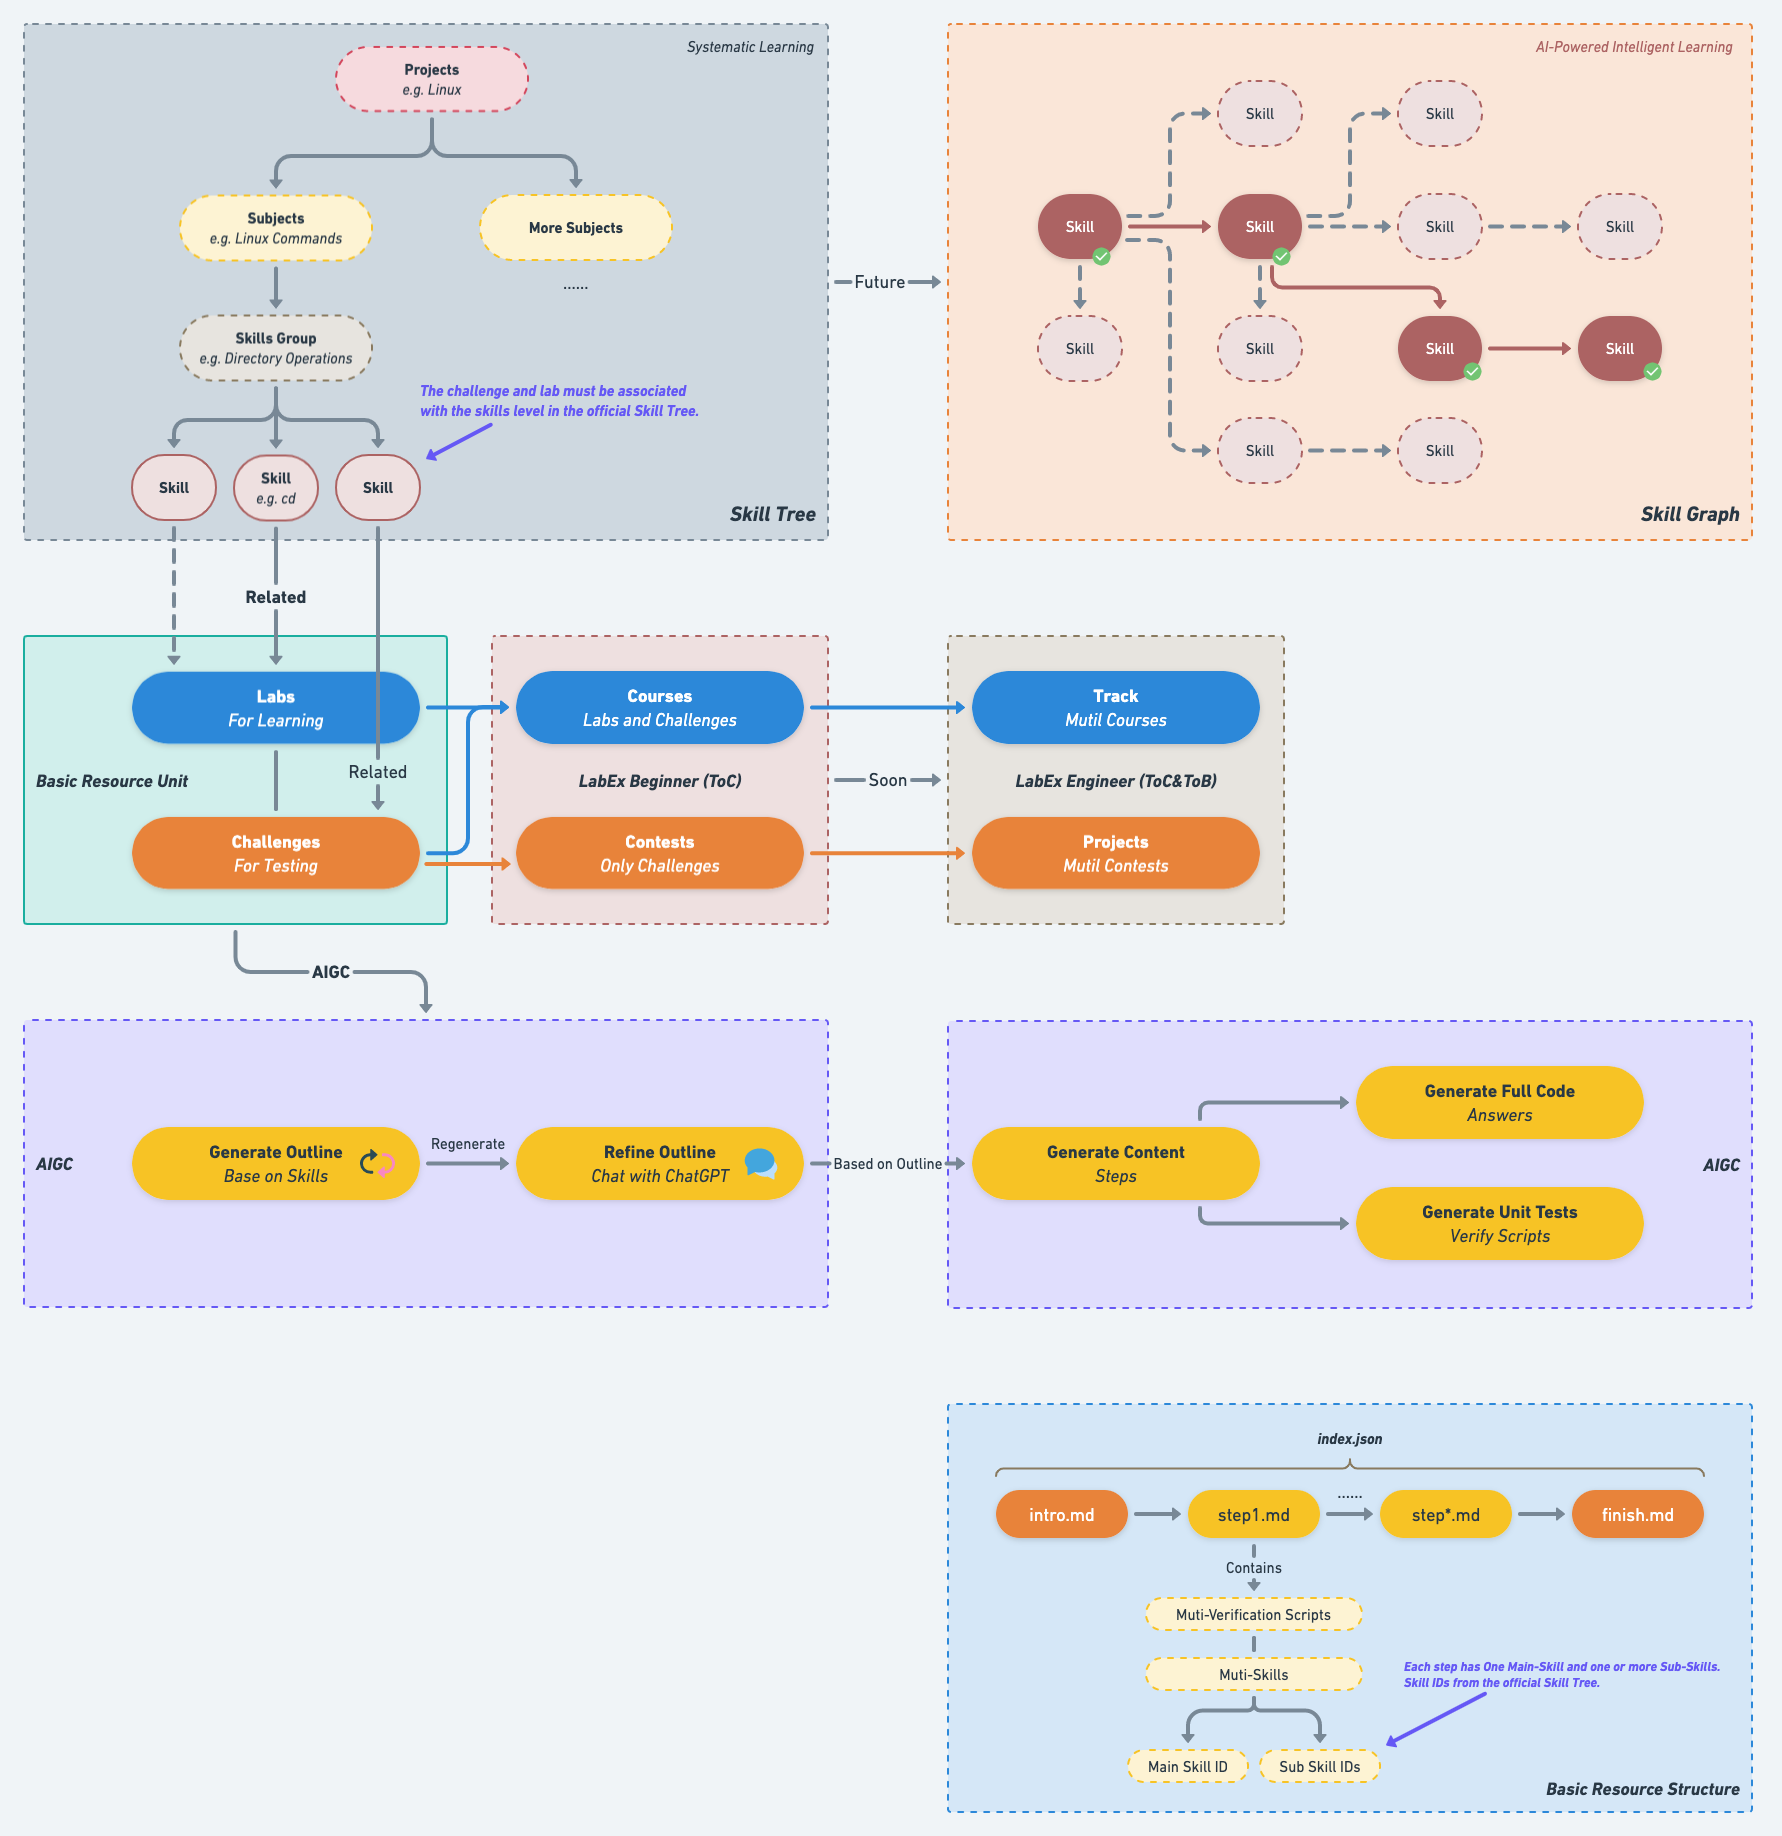 Systematic Learning
Projects
e.g. Linux
Subjects
e.g. Linux Commands
More Subjects
......
Skills Group
e.g. Directory Operations
The challenge and lab must be associated
with the skills level in the official Skill Tree.
Skill
Skill
e.g. cd
Skill
Skill Tree
Future
AI-Powered Intelligent Learning
Skill
Skill
Skill
Skill
Skill
Skill
Skill
Skill
Skill
Skill
Skill
Skill
Skill Graph
Related
Labs
For Learning
Related
Basic Resource Unit
Challenges
For Testing
Courses
Labs and Challenges
LabEx Beginner (ToC)
Contests
Only Challenges
Soon
Track
Mutil Courses
LabEx Engineer (ToC&ToB)
Projects
Mutil Contests
AIGC
AIGC
Generate Outline
Base on Skills
Regenerate
Refine Outline
Chat with ChatGPT
Based on Outline
Generate Content
Steps
Generate Full Code
Answers
AIGC
Generate Unit Tests
Verify Scripts
index.json
intro.md
step1.md
......
step*.md
finish.md
Contains
Muti-Verification Scripts
Muti-Skills
Each step has One Main-Skill and one or more Sub-Skills.
Skill IDs from the official Skill Tree.
Main Skill ID
Sub Skill IDs
Basic Resource Structure